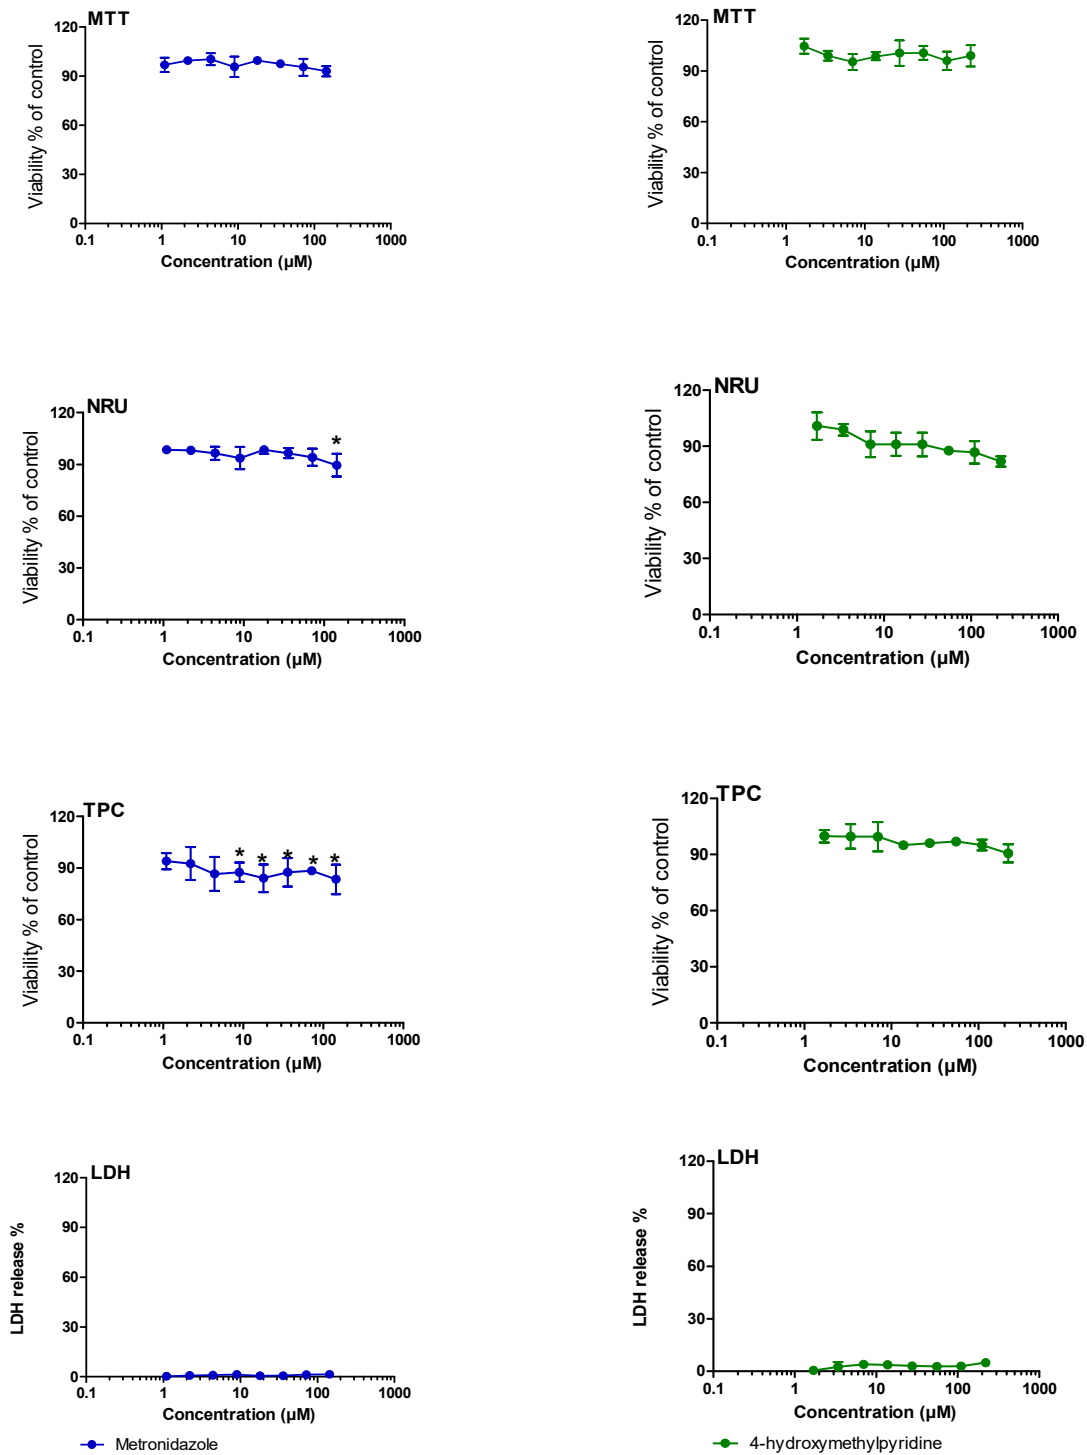 MTT
120
90
60
30
0
Viability % of control
0.1 1 10 100 1000
Concentration (µM)
MTT
120
90
60
30
0
Viability % of control
0.1 1 10 100 1000
Concentration (µM)
NRU
120
90
60
30
0
Viability % of control
*
0.1 1 10 100 1000
Concentration (µM)
NRU
120
90
60
30
0
Viability % of control
0.1 1 10 100 1000
Concentration (µM)
TPC
120
90
60
30
0
Viability % of control
* * * * *
0.1 1 10 100 1000
Concentration (µM)
TPC
120
90
60
30
0
Viability % of control
0.1 1 10 100 1000
Concentration (µM)
LDH
120
90
60
30
0
LDH release %
0.1 1 10 100 1000
Concentration (µM)
Metronidazole
LDH
120
90
60
30
0
LDH release %
0.1 1 10 100 1000
Concentration (µM)
4-hydroxymethylpyridine